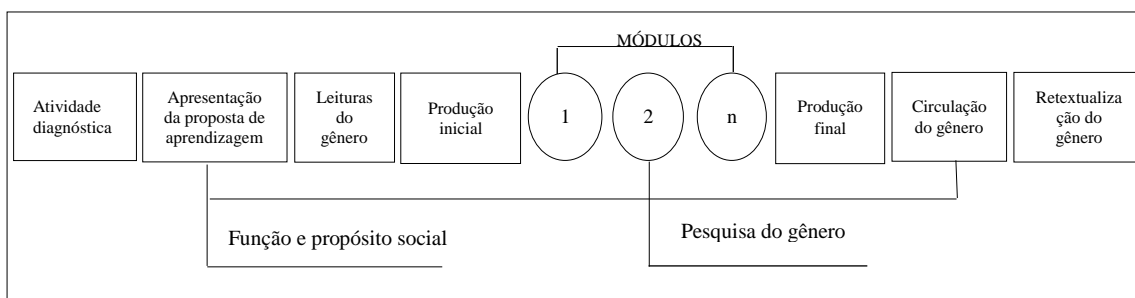 MÓDULOS
Atividade
diagnóstica
Apresentação
da proposta de
aprendizagem
Leituras
do
gênero
Produção
inicial
1
2
n
Produção
final
Circulação
do gênero
Retextualiza
ção do
gênero
Função e propósito social
Pesquisa do gênero